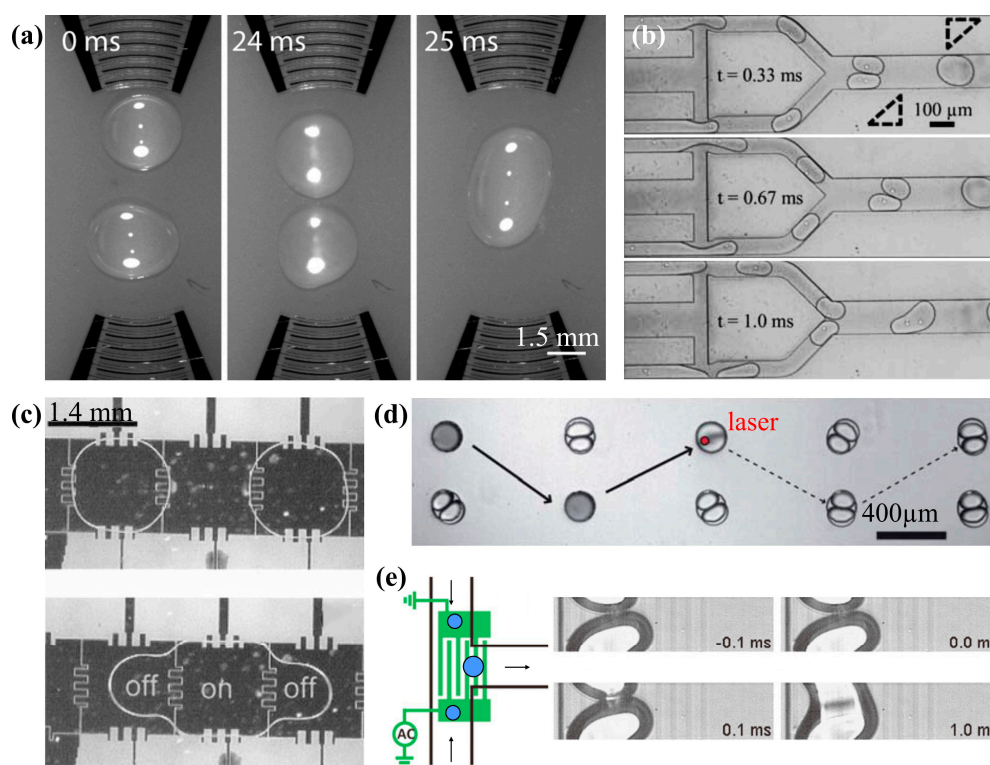 (a)
0 ms
24 ms
25 ms
1.5 mm
(b)
t = 0.33 ms
100 µm
t = 0.67 ms
t = 1.0 ms
(c)
1.4 mm
off
on
off
(d)
laser
400µm
(e)
AC
-0.1 ms
0.0 m
0.1 ms
1.0 m